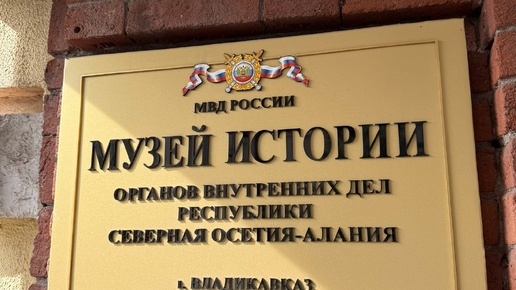 МВД РОССИИ
МУЗЕЙ ИСТОРИИ
ОРГАНОВ ВНУТРЕННИХ ДЕЛ
РЕСПУБЛИКИ
СЕВЕРНАЯ ОСЕТИЯ-АЛАНИЯ
г. ВЛАДИКАВКАЗ